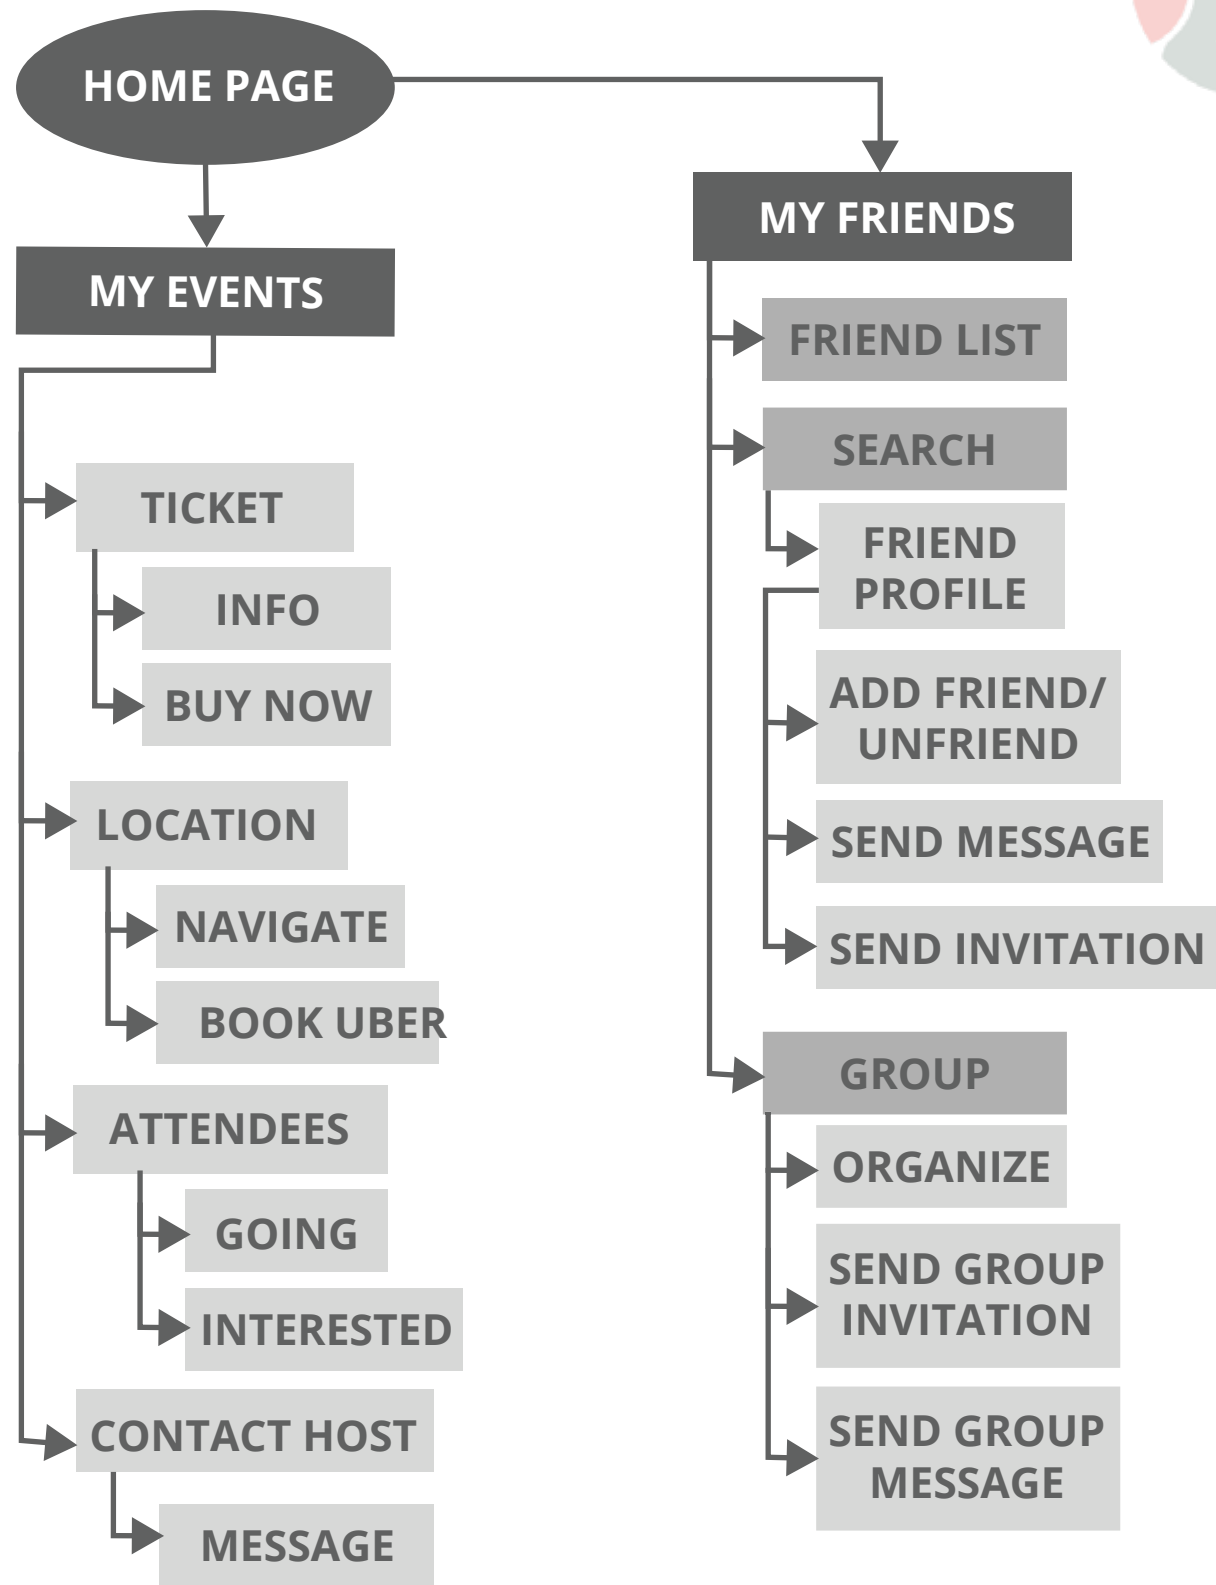 HOME PAGE
MY EVENTS
TICKET
INFO
BUY NOW
LOCATION
NAVIGATE
BOOK UBER
ATTENDEES
GOING
INTERESTED
CONTACT HOST
MESSAGE
MY FRIENDS
FRIEND LIST
SEARCH
FRIEND
PROFILE
ADD FRIEND/
UNFRIEND
SEND MESSAGE
SEND INVITATION
GROUP
ORGANIZE
SEND GROUP
INVITATION
SEND GROUP
MESSAGE